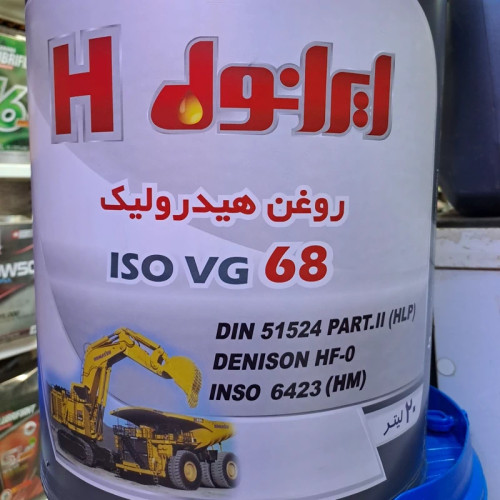 ایرانول H
روغن هیدرولیک
ISO VG 68
DIN 51524 PART.II (HLP)
DENISON HF-0
INSO 6423 (HM)
۲۰ لیتر